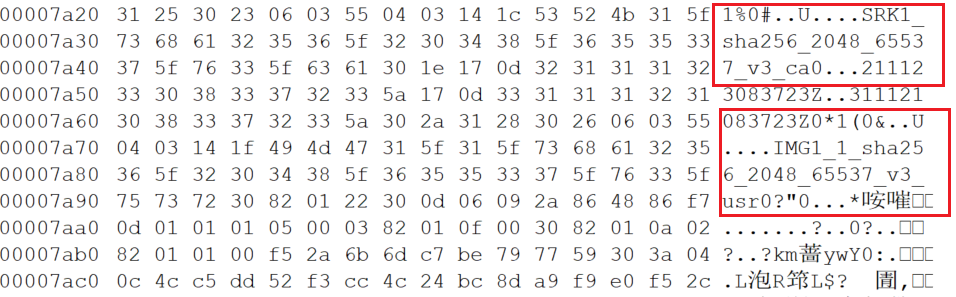 00007a20 31 25 30 23 06 03 55 04 03 14 1c 53 52 4b 31 5f 1%0#..U....SRK1_
00007a30 73 68 61 32 35 36 5f 32 30 34 38 5f 36 35 35 33 sha256_2048_6553
00007a40 37 5f 76 33 5f 63 61 30 1e 17 0d 32 31 31 31 32 7_v3_ca0...21112
00007a50 33 30 38 33 37 32 33 5a 17 0d 33 31 31 31 32 31 3083723Z..311121
00007a60 30 38 33 37 32 33 5a 30 2a 31 28 30 26 06 03 55 083723Z0*1(0&..U
00007a70 04 03 14 1f 49 4d 47 31 5f 31 5f 73 68 61 32 35 ....IMG1_1_sha25
00007a80 36 5f 32 30 34 38 5f 36 35 35 33 37 5f 76 33 5f 6_2048_65537_v3_
00007a90 75 73 72 30 82 01 22 30 0d 06 09 2a 86 48 86 f7 usr0?"0...*咹嗺
00007aa0 0d 01 01 01 05 00 03 82 01 0f 00 30 82 01 0a 02 .......?..0?..
00007ab0 82 01 01 00 f5 2a 6b 6d c7 be 79 77 59 30 3a 04 ?..?km蔷ywY0:.
00007ac0 0c 4c c5 dd 52 f3 cc 4c 24 bc 8d a9 f9 e0 f5 2c .L泡R筇L$? 圊,